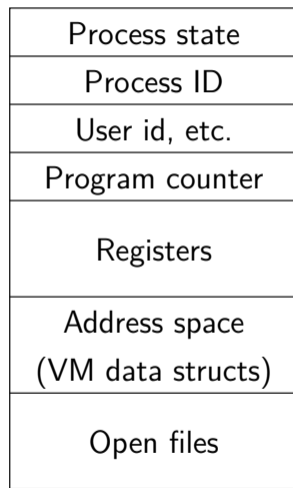 Process state
Process ID
User id, etc.
Program counter
Registers
Address space
(VM data structs)
Open files